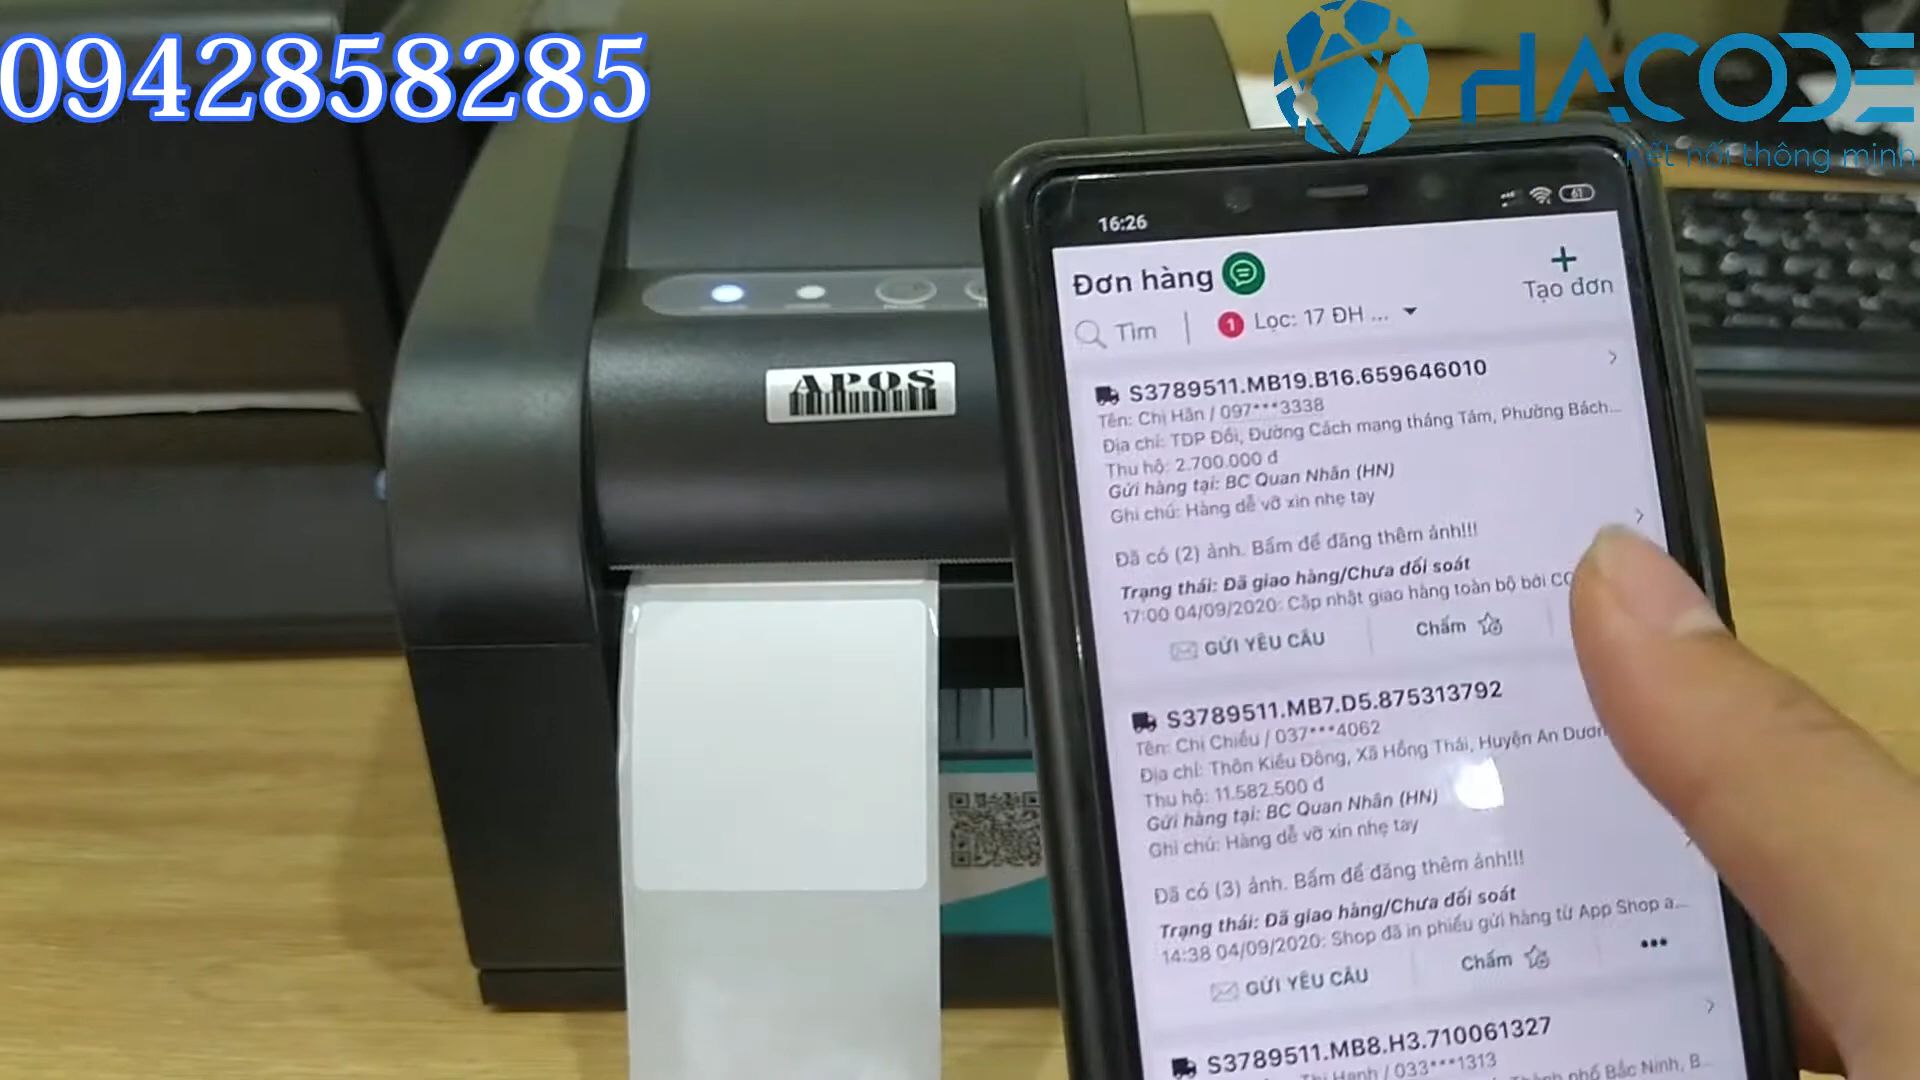 0942858285
HACODE
Kết nối thông minh
16:26
61
Đơn hàng
Tạo đơn
Tìm
1
Lọc: 17 ĐH ...
APOS
S3789511.MB19.B16.659646010
Tên: Chị Hân / 097***3338
Địa chỉ: TDP Đồi, Đường Cách mạng tháng Tám, Phường Bách...
Thu hộ: 2.700.000 đ
Gửi hàng tại: BC Quan Nhân (HN)
Ghi chú: Hàng dễ vỡ xin nhẹ tay
Đã có (2) ảnh. Bấm để đăng thêm ảnh!!!
Trạng thái: Đã giao hàng/Chưa đối soát
17:00 04/09/2020: Cập nhật giao hàng toàn bộ bởi
GỬI YÊU CẦU
Chấm
S3789511.MB7.D5.875313792
Tên: Chị Chiều / 037***4062
Địa chỉ: Thôn Kiều Đông, Xã Hồng Thái, Huyện An
Thu hộ: 11.582.500 đ
Gửi hàng tại: BC Quan Nhân (HN)
Ghi chú: Hàng dễ vỡ xin nhẹ tay
Đã có (3) ảnh. Bấm để đăng thêm ảnh!!!
Trạng thái: Đã giao hàng/Chưa đối soát
14:38 04/09/2020: Shop đã in phiếu gửi hàng từ App Shop a...
GỬI YÊU CẦU
Chấm
S3789511.MB8.H3.710061327
033***1313
phố Bắc Ninh, B...